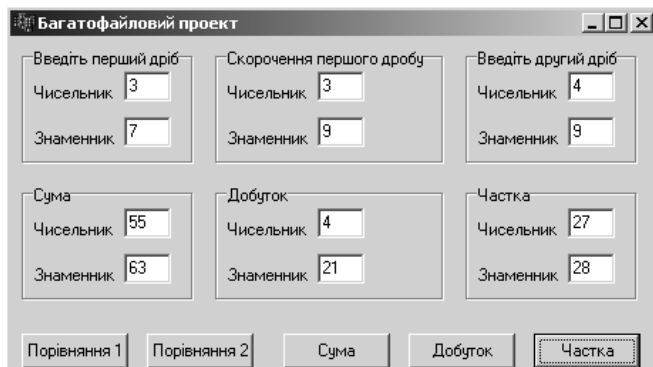 Багатофайловий проект
Введіть перший дріб Скорочення першого дробу Введіть другий дріб
Чисельник 3 Чисельник 3 Чисельник 4
Знаменник 7 Знаменник 9 Знаменник 9
Сума Добуток Частка
Чисельник 55 Чисельник 4 Чисельник 27
Знаменник 63 Знаменник 21 Знаменник 28
Порівняння 1 Порівняння 2 Сума Добуток Частка